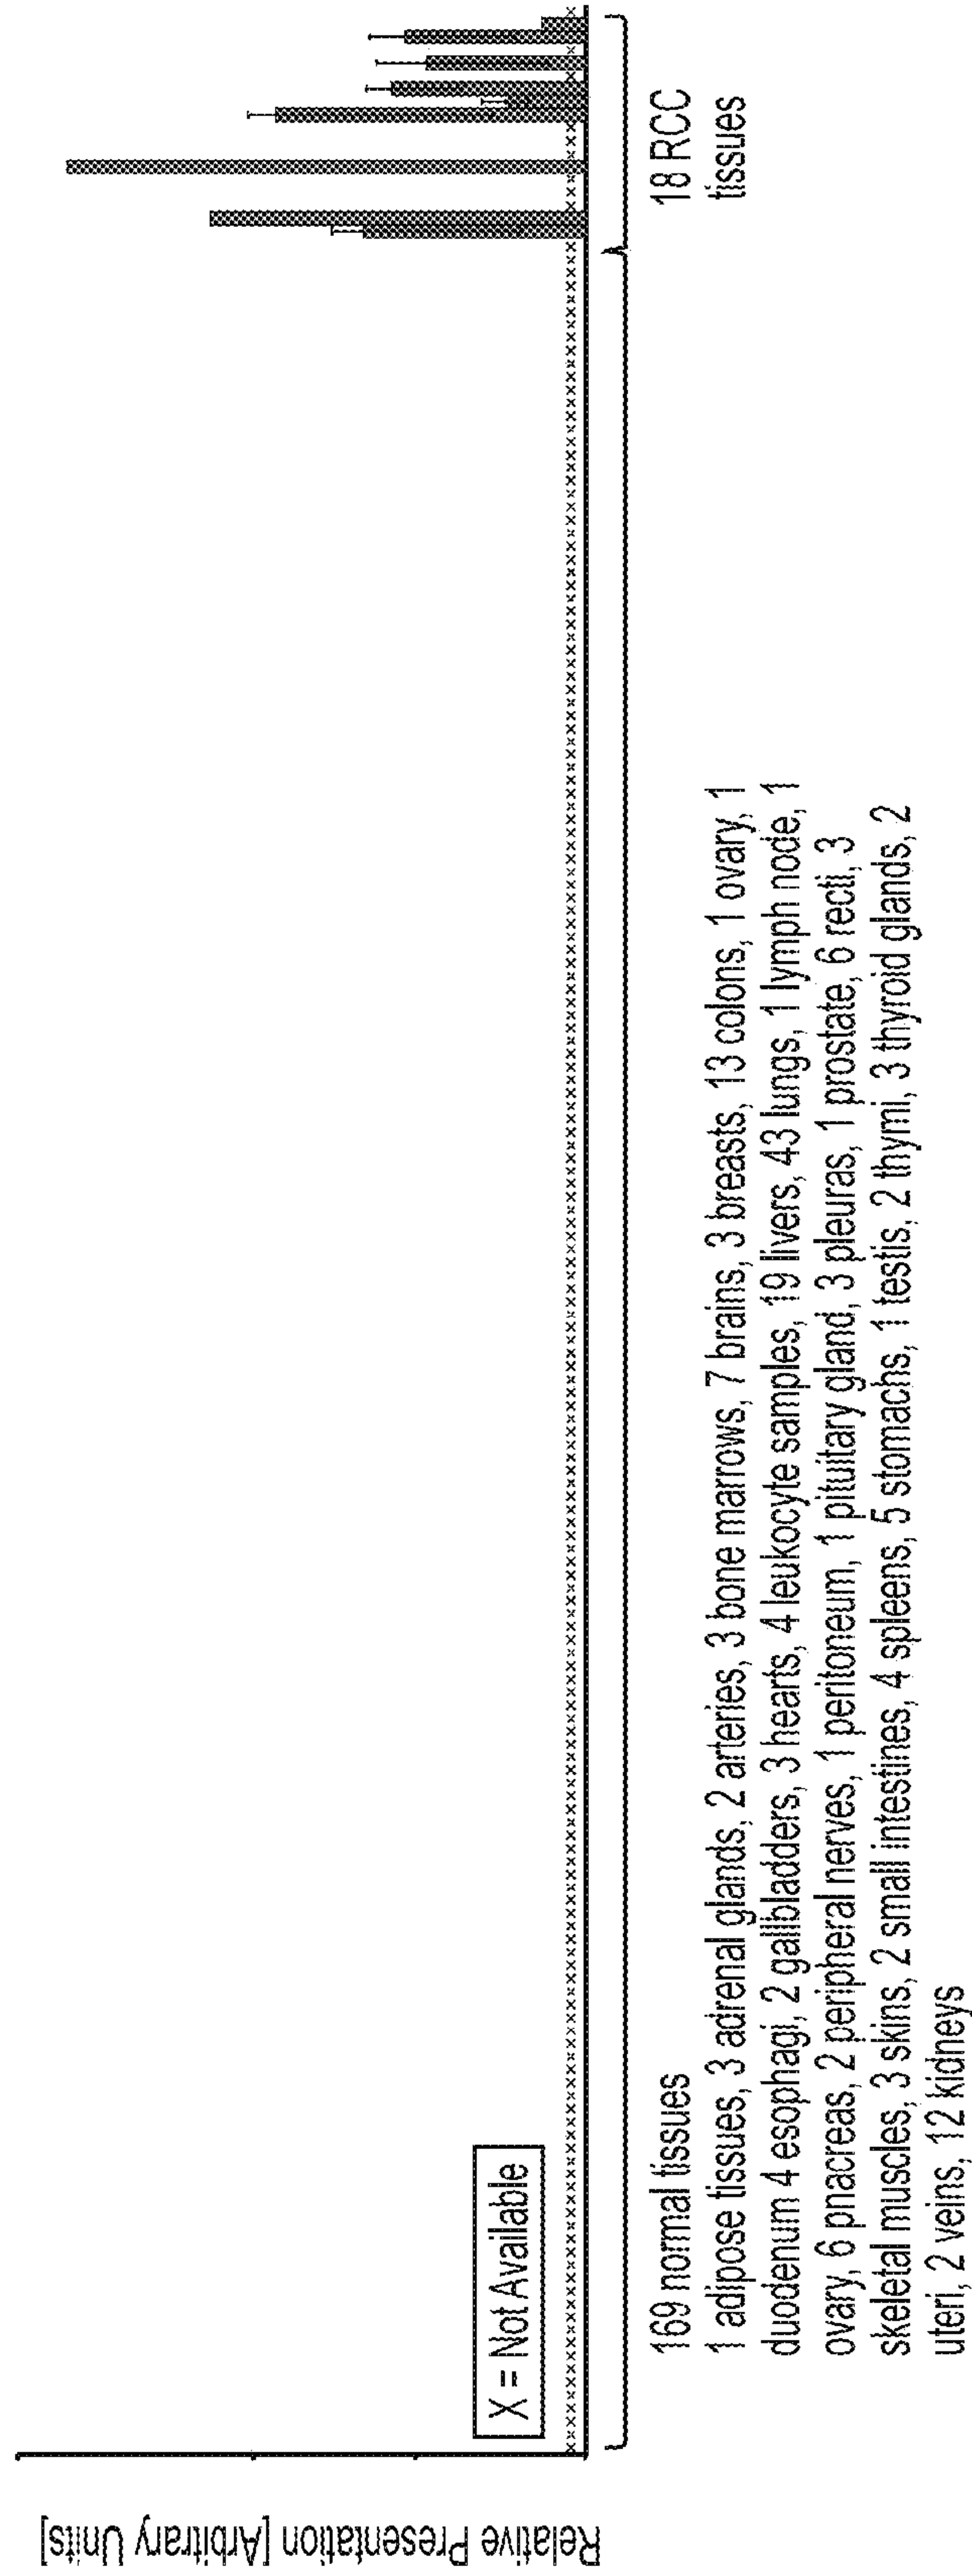 Relative Presentation [Arbitrary Units]
X = Not Available
169 normal tissues
1 adipose tissues, 3 adrenal glands, 2 arteries, 3 bone marrows, 7 brains, 3 breasts, 13 colons, 1 ovary, 1
duodenum 4 esophagi, 2 gallbladders, 3 hearts, 4 leukocyte samples, 19 livers, 43 lungs, 1 lymph node, 1
ovary, 6 pnacreas, 2 peripheral nerves, 1 peritoneum, 1 pituitary gland, 3 pleuras, 1 prostate, 6 recti, 3
skeletal muscles, 3 skins, 2 small intestines, 4 spleens, 5 stomachs, 1 testis, 2 thymi, 3 thyroid glands, 2
uteri, 2 veins, 12 kidneys
18 RCC
tissues